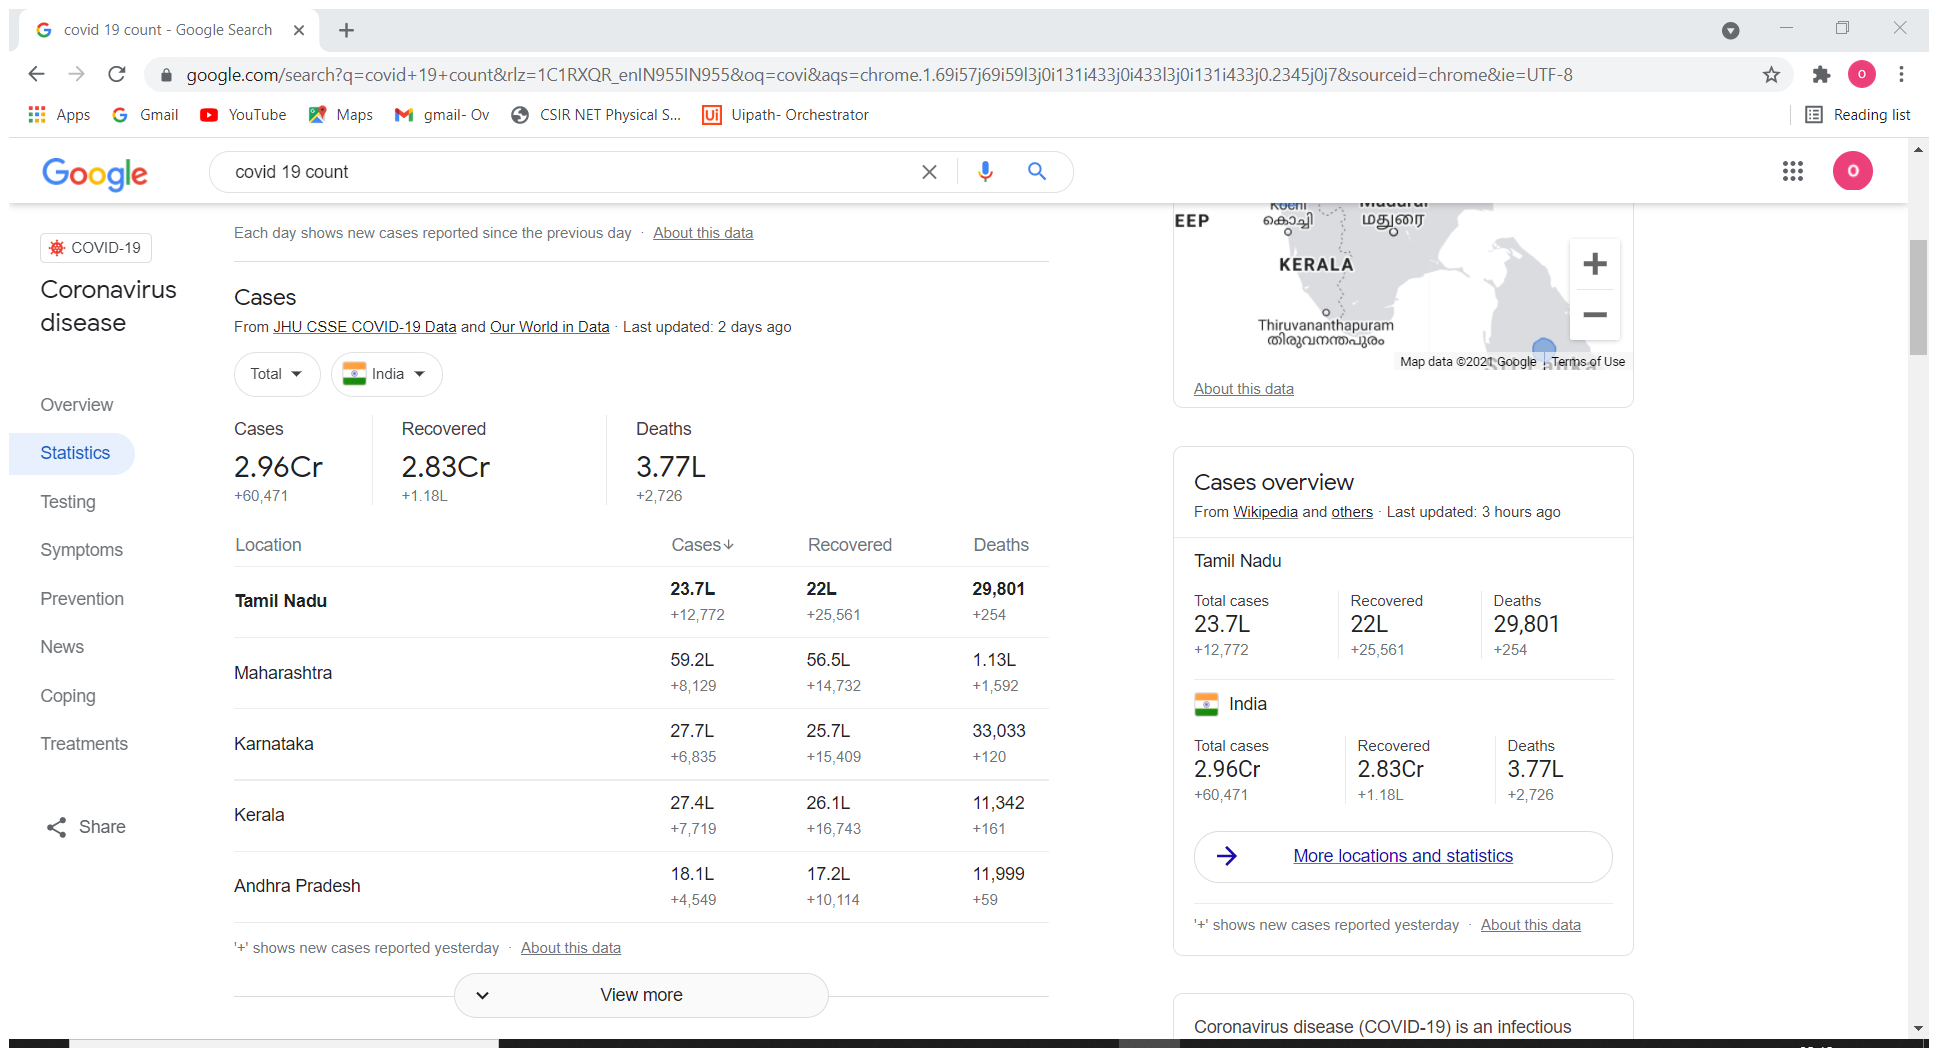 covid 19 count - Google Search
google.com/search?q=covid+19+count&rlz=1C1RXQR_enIN955IN955&oq=covi&aqs=chrome.1.69i57j69i59l3j0i131i433j0i433l3j0i131i433j0.2345j0j7&sourceid=chrome&ie=UTF-8
O
Apps Gmail YouTube Maps gmail- Ov CSIR NET Physical S... Ui Uipath- Orchestrator Reading list
Google
covid 19 count
O
COVID-19
Coronavirus
disease
Overview
Statistics
Testing
Symptoms
Prevention
News
Coping
Treatments
Share
Each day shows new cases reported since the previous day · About this data
Cases
From JHU CSSE COVID-19 Data and Our World in Data · Last updated: 2 days ago
Total India
Cases Recovered Deaths
2.96Cr 2.83Cr 3.77L
+60,471 +1.18L +2,726
Location Cases↓ Recovered Deaths
Tamil Nadu 23.7L 22L 29,801
+12,772 +25,561 +254
Maharashtra 59.2L 56.5L 1.13L
+8,129 +14,732 +1,592
Karnataka 27.7L 25.7L 33,033
+6,835 +15,409 +120
Kerala 27.4L 26.1L 11,342
+7,719 +16,743 +161
Andhra Pradesh 18.1L 17.2L 11,999
+4,549 +10,114 +59
'+' shows new cases reported yesterday · About this data
View more
EEP
Kochi
കൊച്ചി
Madurai
மதுரை
KERALA
Thiruvananthapuram
തിരുവനന്തപുരം
Map data ©2021 Google Terms of Use
About this data
Cases overview
From Wikipedia and others · Last updated: 3 hours ago
Tamil Nadu
Total cases Recovered Deaths
23.7L 22L 29,801
+12,772 +25,561 +254
India
Total cases Recovered Deaths
2.96Cr 2.83Cr 3.77L
+60,471 +1.18L +2,726
More locations and statistics
'+' shows new cases reported yesterday · About this data
Coronavirus disease (COVID-19) is an infectious